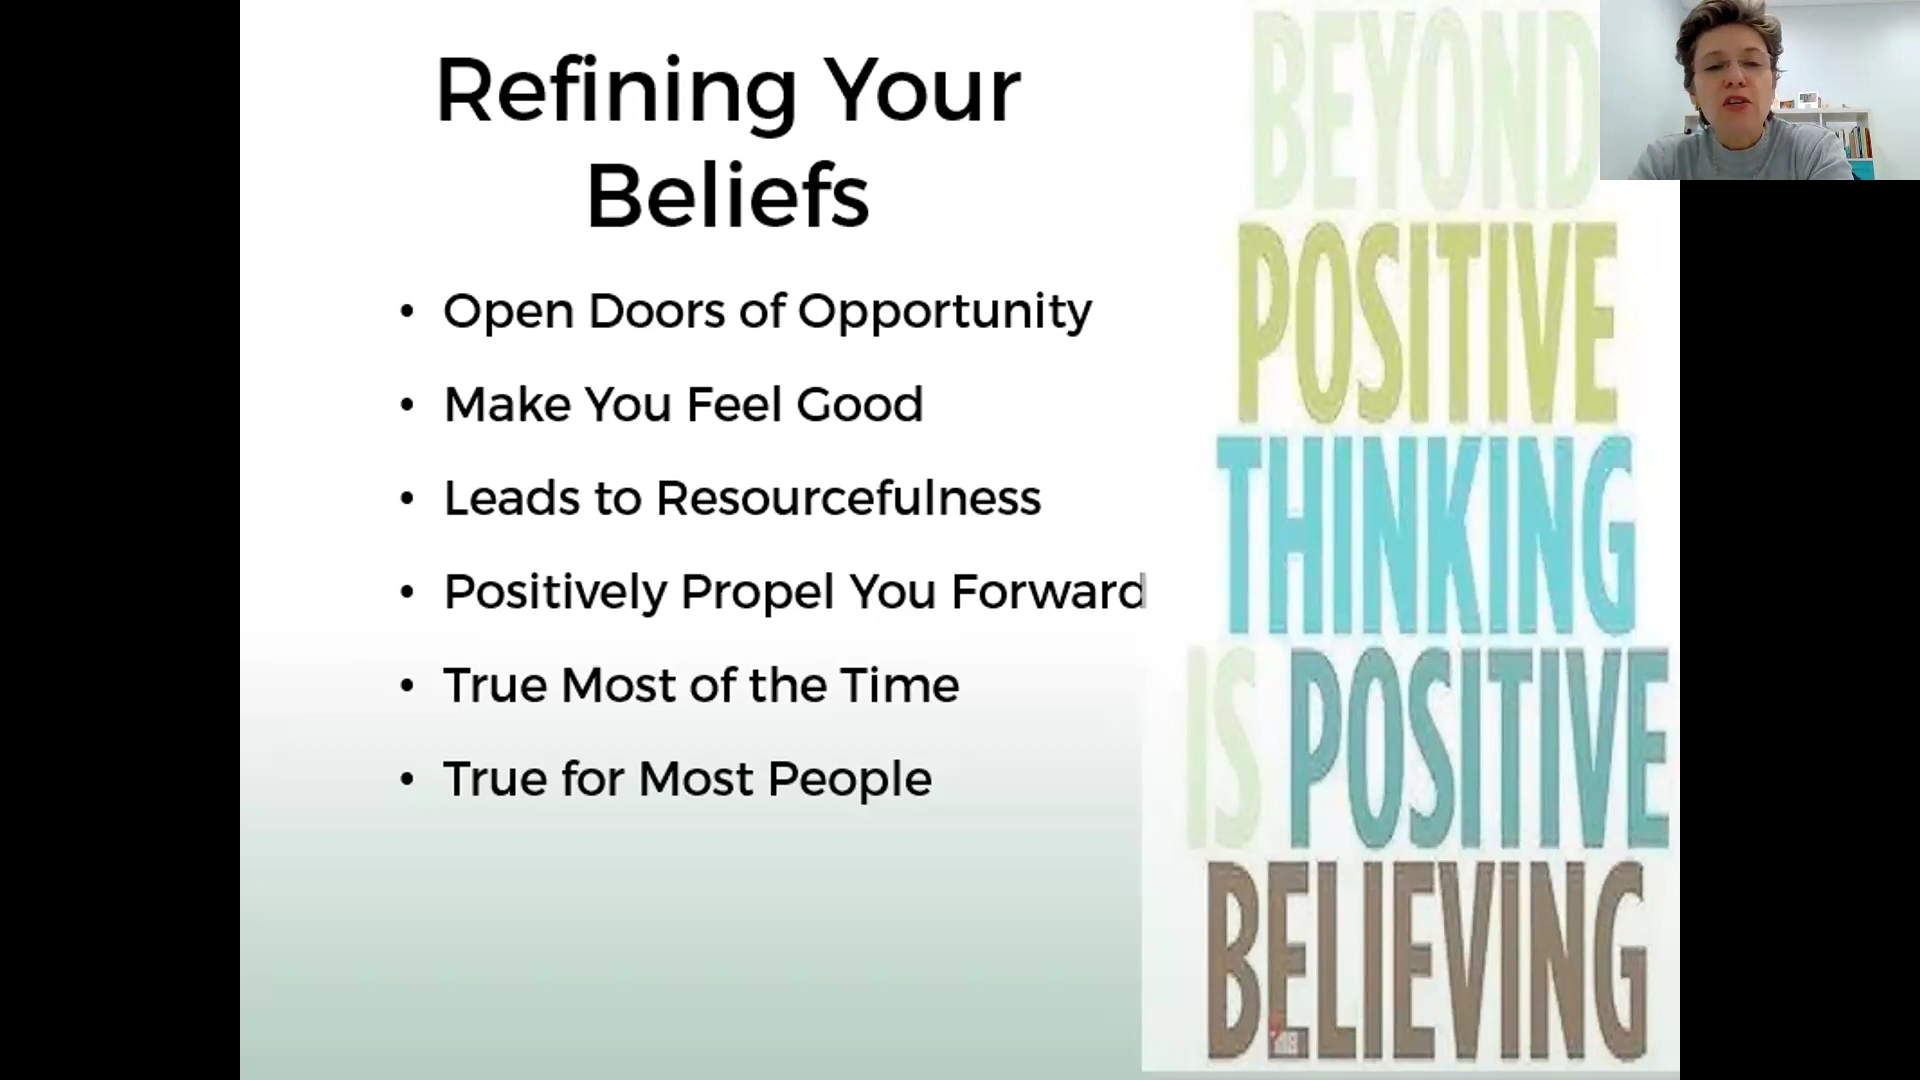 Refining Your
Beliefs
• Open Doors of Opportunity
• Make You Feel Good
• Leads to Resourcefulness
• Positively Propel You Forward
• True Most of the Time
• True for Most People
BEYOND
POSITIVE
THINKING
IS POSITIVE
BELIEVING